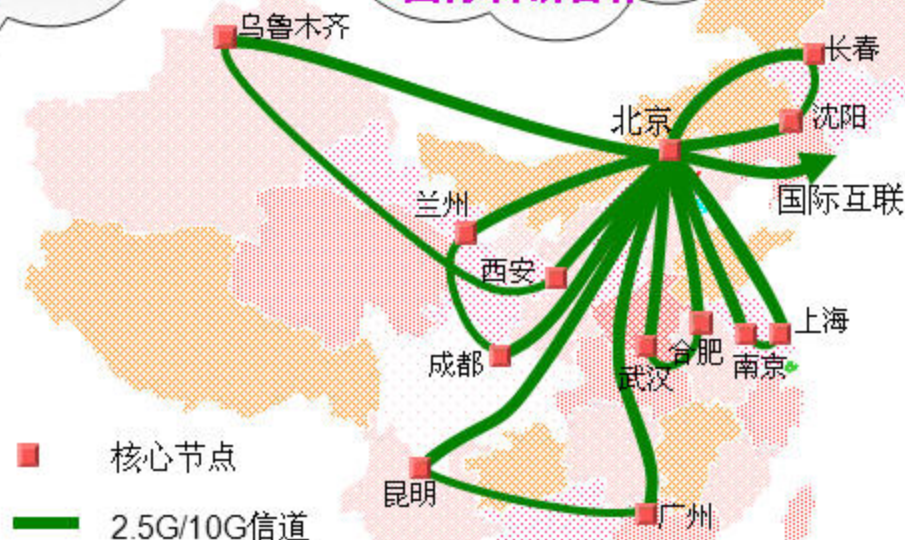 乌鲁木齐
长春
北京
沈阳
国际互联
兰州
西安
上海
成都
合肥
南京
武汉
核心节点
昆明
广州
2.5G/10G信道